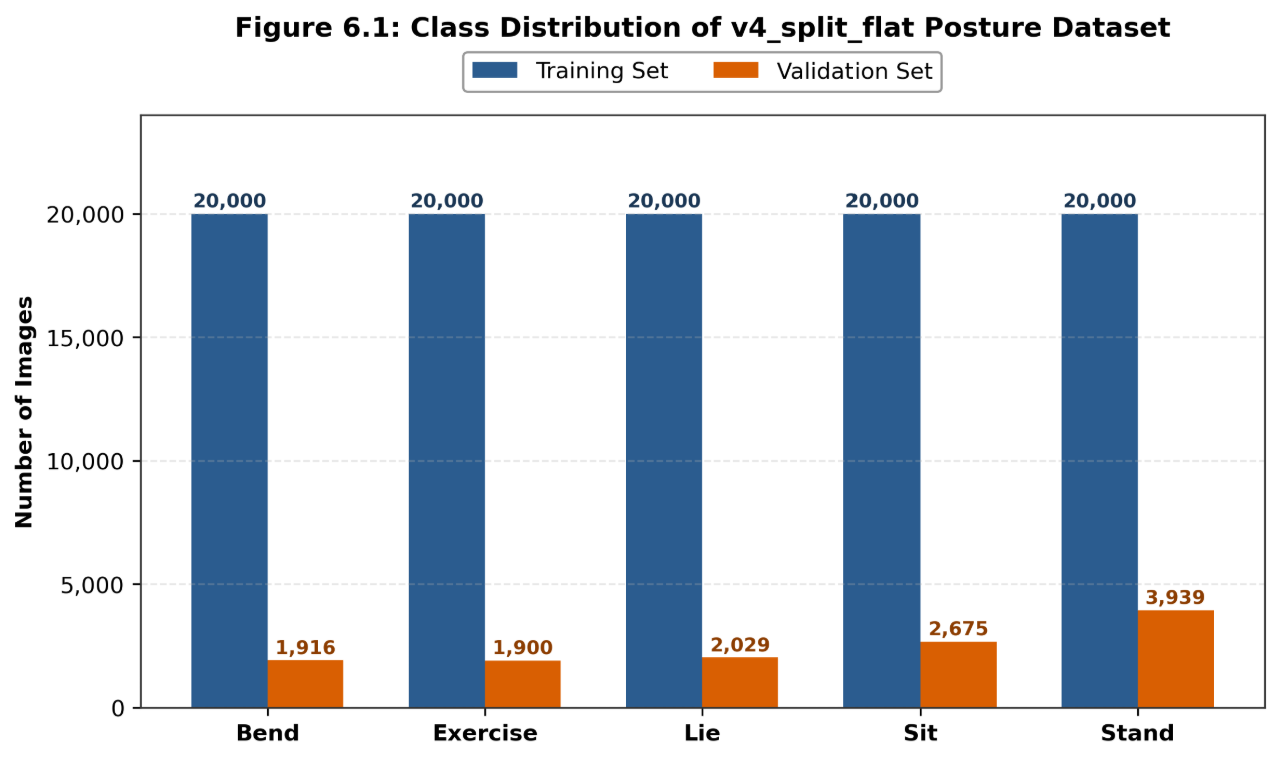 Figure 6.1: Class Distribution of v4_split_flat Posture Dataset
Training Set Validation Set
Number of Images
20,000
15,000
10,000
5,000
0
20,000 20,000 20,000 20,000 20,000
1,916 1,900 2,029 2,675 3,939
Bend Exercise Lie Sit Stand